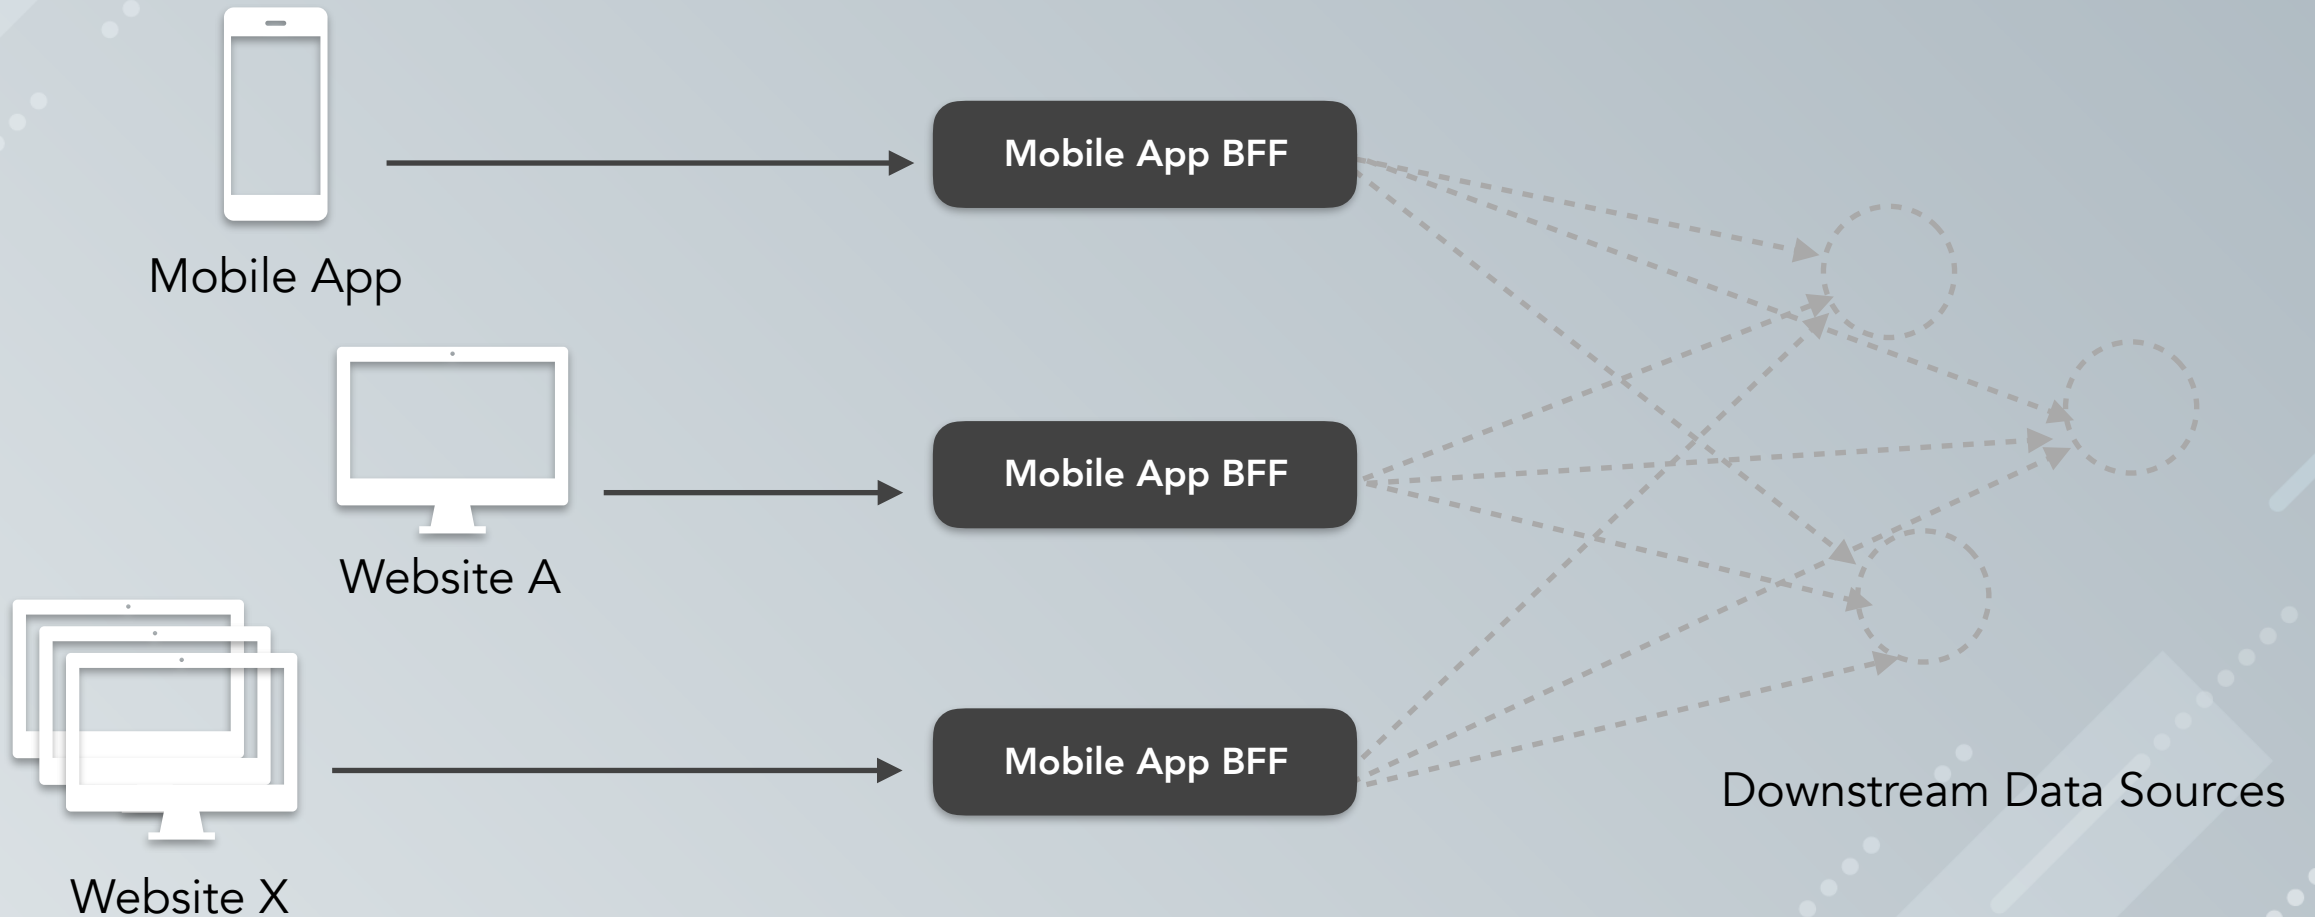 Mobile App BFF
Mobile App
Mobile App BFF
Website A
Mobile App BFF
Downstream Data Sources
Website X